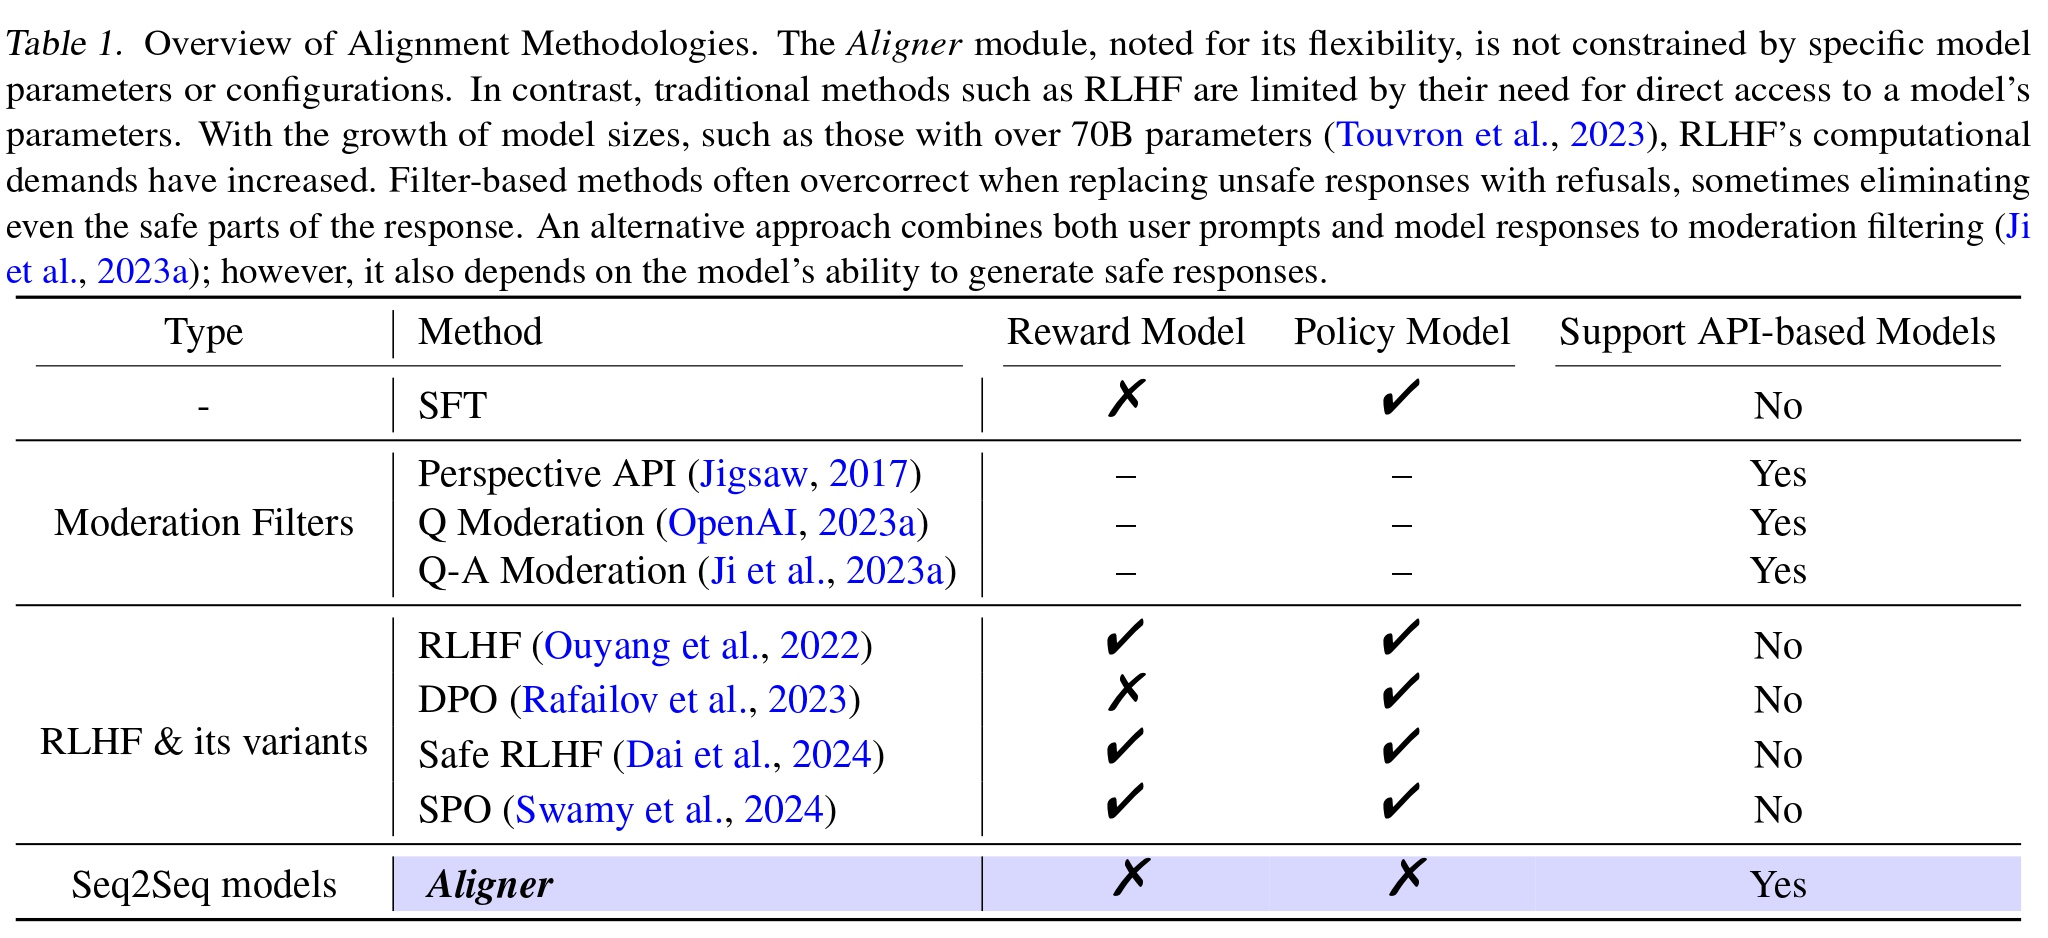 Table 1. Overview of Alignment Methodologies. The Aligner module, noted for its flexibility, is not constrained by specific model
parameters or configurations. In contrast, traditional methods such as RLHF are limited by their need for direct access to a model's
parameters. With the growth of model sizes, such as those with over 70B parameters (Touvron et al., 2023), RLHF's computational
demands have increased. Filter-based methods often overcorrect when replacing unsafe responses with refusals, sometimes eliminating
even the safe parts of the response. An alternative approach combines both user prompts and model responses to moderation filtering (Ji
et al., 2023a); however, it also depends on the model's ability to generate safe responses.
Type Method Reward Model Policy Model Support API-based Models
- SFT ✗ ✓ No
Perspective API (Jigsaw, 2017) – – Yes
Moderation Filters Q Moderation (OpenAI, 2023a) – – Yes
Q-A Moderation (Ji et al., 2023a) – – Yes
RLHF (Ouyang et al., 2022) ✓ ✓ No
DPO (Rafailov et al., 2023) ✗ ✓ No
RLHF & its variants Safe RLHF (Dai et al., 2024) ✓ ✓ No
SPO (Swamy et al., 2024) ✓ ✓ No
Seq2Seq models Aligner ✗ ✗ Yes